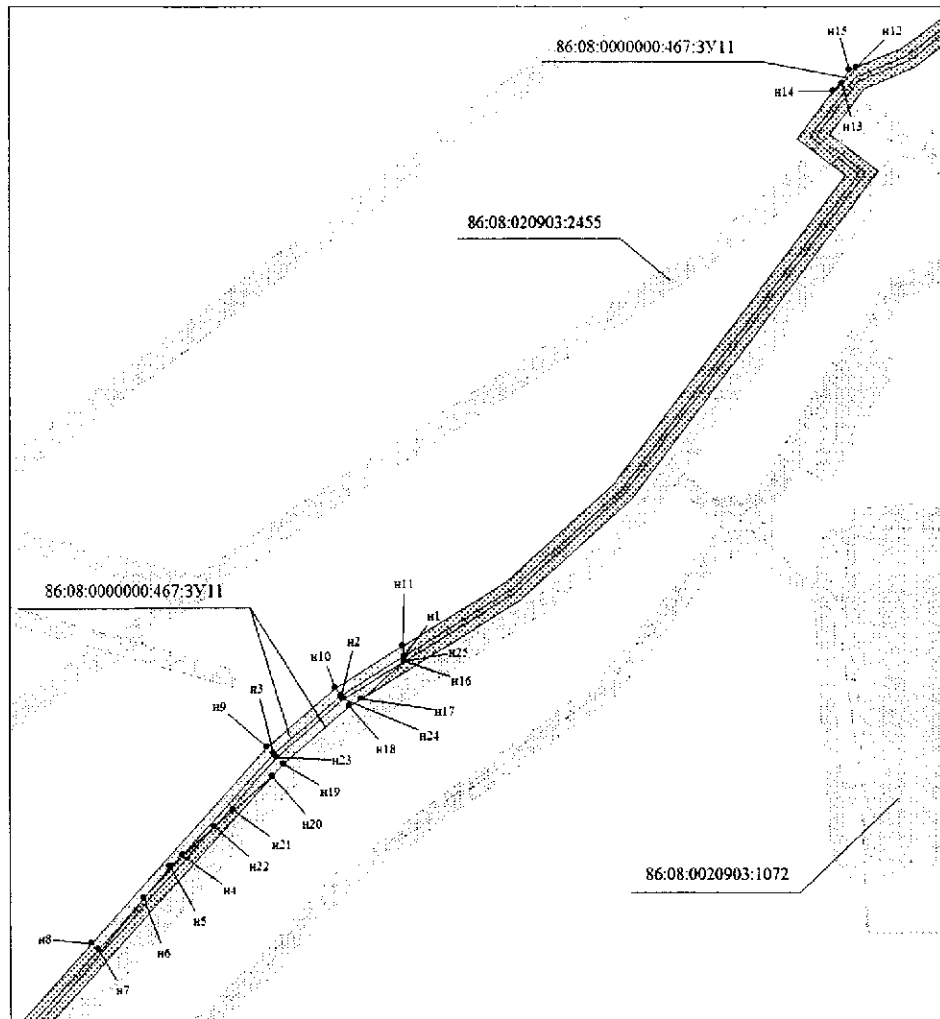 н15
н12
86:08:0000000:467:ЗУ11
н14
н13
86:08:020903:2455
н11
86:08:0000000:467:ЗУ11
н1
н2
н25
н10
н16
н3
н17
н9
н24
н18
н23
н19
н20
н21
н22
н4
86:08:0020903:1072
н5
н6
н8
н7